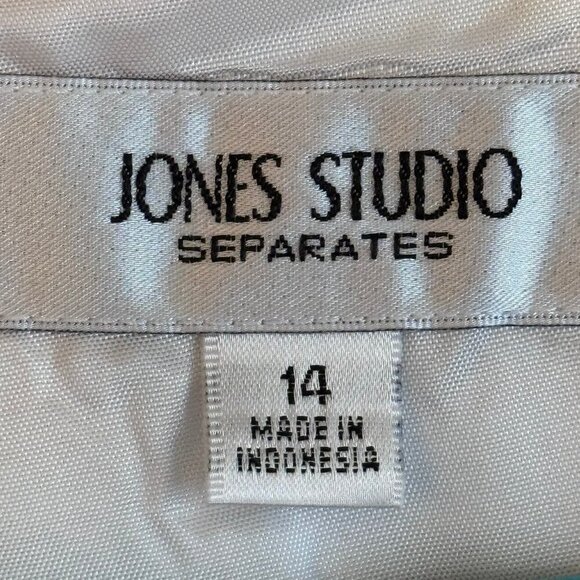 JONES STUDIO
SEPARATES
14
MADE IN
INDONESIA